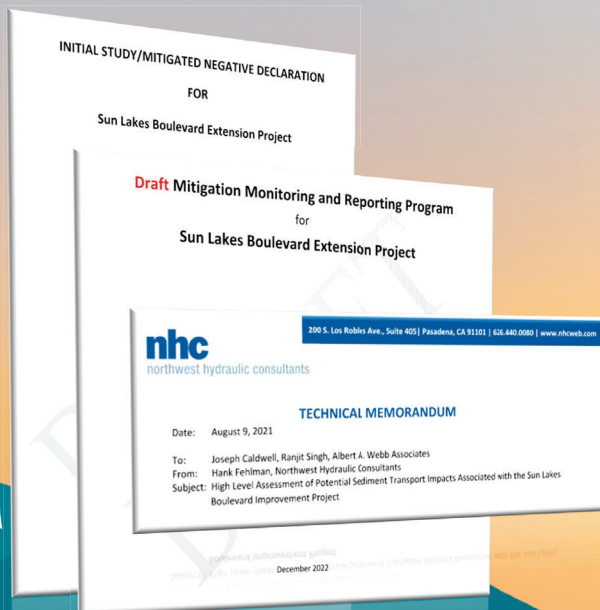 INITIAL STUDY/MITIGATED NEGATIVE DECLARATION
FOR
Sun Lakes Boulevard Extension Project
Draft Mitigation Monitoring and Reporting Program
for
Sun Lakes Boulevard Extension Project
200 S. Los Robles Ave., Suite 405 | Pasadena, CA 91101 | 626.440.0080 | www.nhcweb.com
nhc
northwest hydraulic consultants
TECHNICAL MEMORANDUM
Date: August 9, 2021
To: Joseph Caldwell, Ranjit Singh, Albert A. Webb Associates
From: Hank Fehlman, Northwest Hydraulic Consultants
Subject: High Level Assessment of Potential Sediment Transport Impacts Associated with the Sun Lakes
Boulevard Improvement Project
December 2022